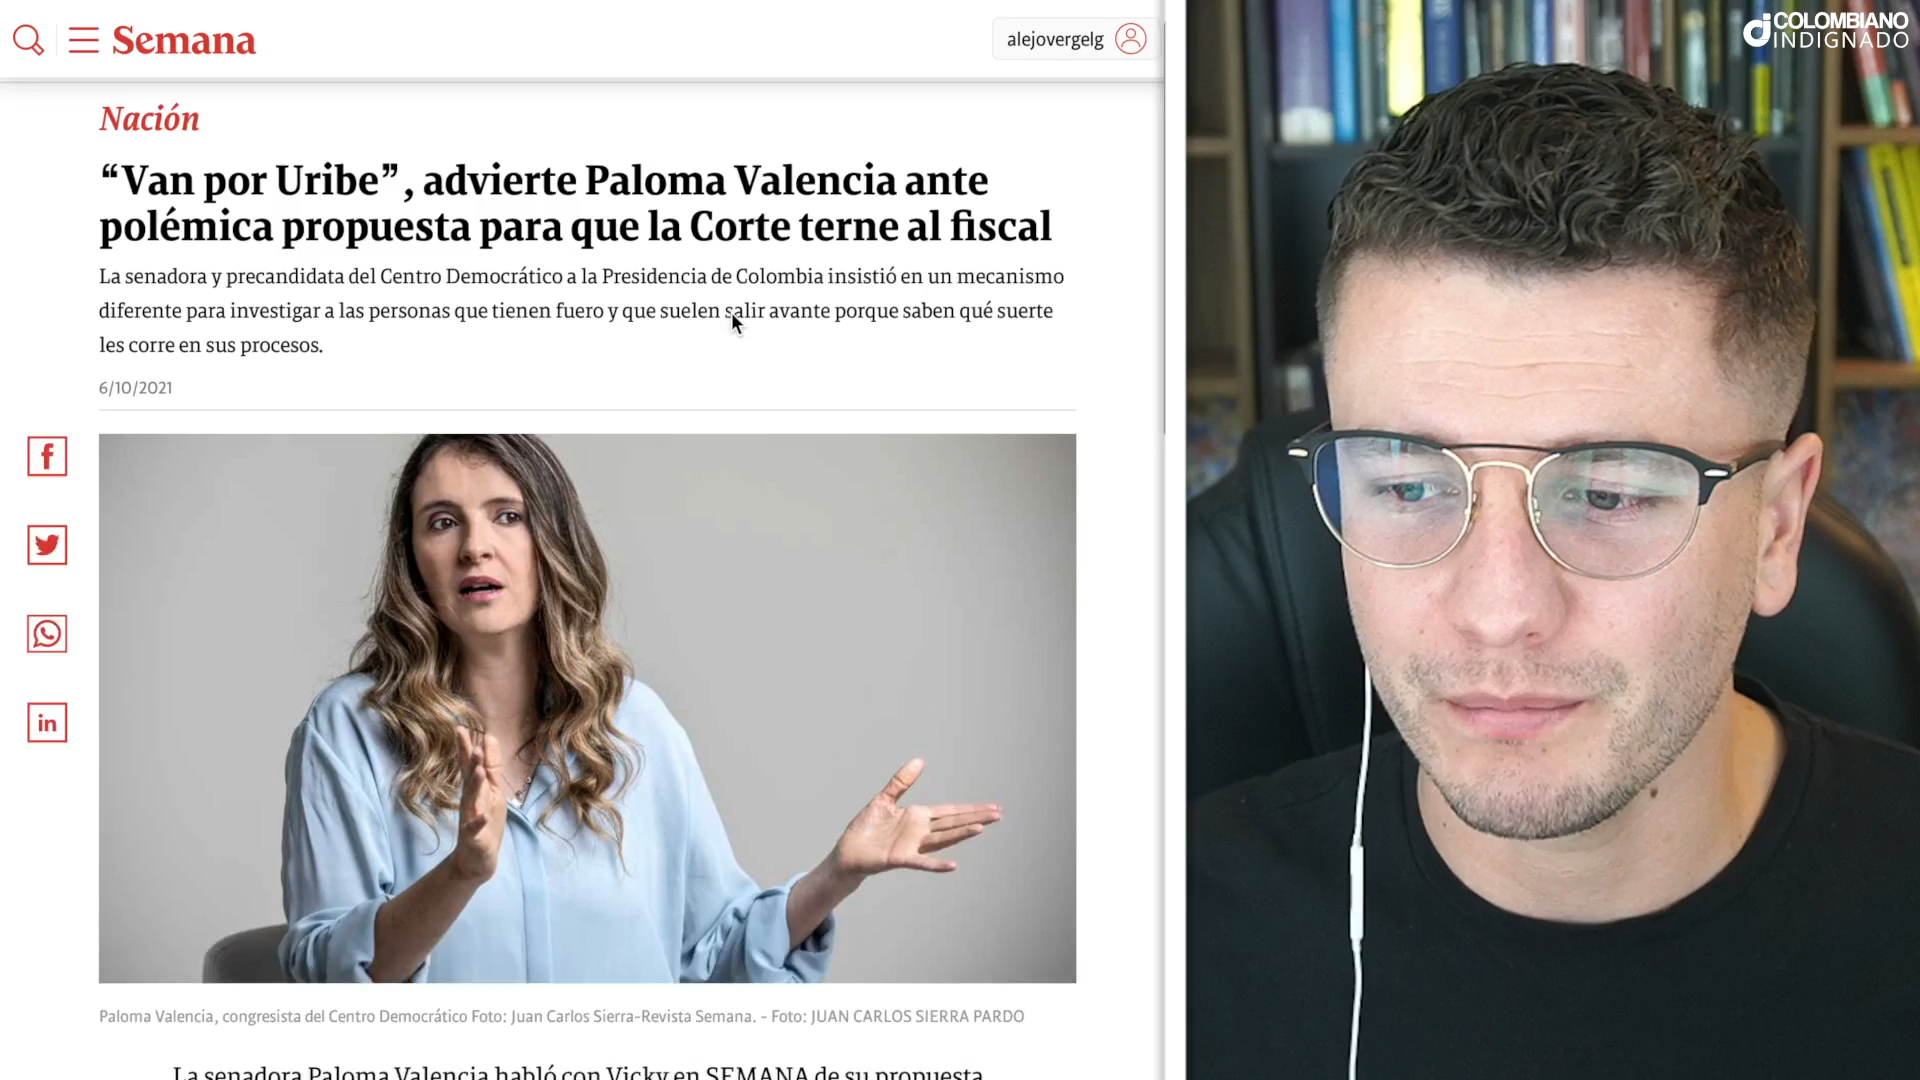 Semana
alejovergelg
COLOMBIANO
INDIGNADO
Nación
“Van por Uribe”, advierte Paloma Valencia ante
polémica propuesta para que la Corte terne al fiscal
La senadora y precandidata del Centro Democrático a la Presidencia de Colombia insistió en un mecanismo
diferente para investigar a las personas que tienen fuero y que suelen salir avante porque saben qué suerte
les corre en sus procesos.
6/10/2021
f
in
Paloma Valencia, congresista del Centro Democrático Foto: Juan Carlos Sierra-Revista Semana. - Foto: JUAN CARLOS SIERRA PARDO
La senadora Paloma Valencia habló con Vicky en SEMANA de su propuesta